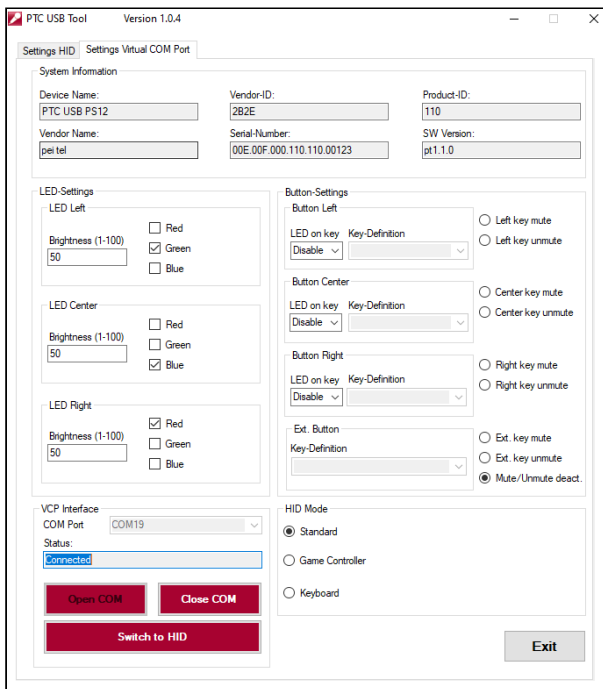 PTC USB Tool Version 1.0.4
Settings HID Settings Virtual COM Port
System Information
Device Name: Vendor-ID: Product-ID:
PTC USB PS12 2B2E 110
Vendor Name: Serial-Number: SW Version:
pei tel 00E.00F.000.110.110.00123 pt1.1.0
LED-Settings
LED Left
Brightness (1-100)
50
Red
Green
Blue
LED Center
Brightness (1-100)
50
Red
Green
Blue
LED Right
Brightness (1-100)
50
Red
Green
Blue
Button-Settings
Button Left
LED on key Key-Definition
Disable
Left key mute
Left key unmute
Button Center
LED on key Key-Definition
Disable
Center key mute
Center key unmute
Button Right
LED on key Key-Definition
Disable
Right key mute
Right key unmute
Ext. Button
Key-Definition
Ext. key mute
Ext. key unmute
Mute/Unmute deact.
VCP Interface
COM Port COM19
Status:
Connected
Open COM Close COM
Switch to HID
HID Mode
Standard
Game Controller
Keyboard
Exit